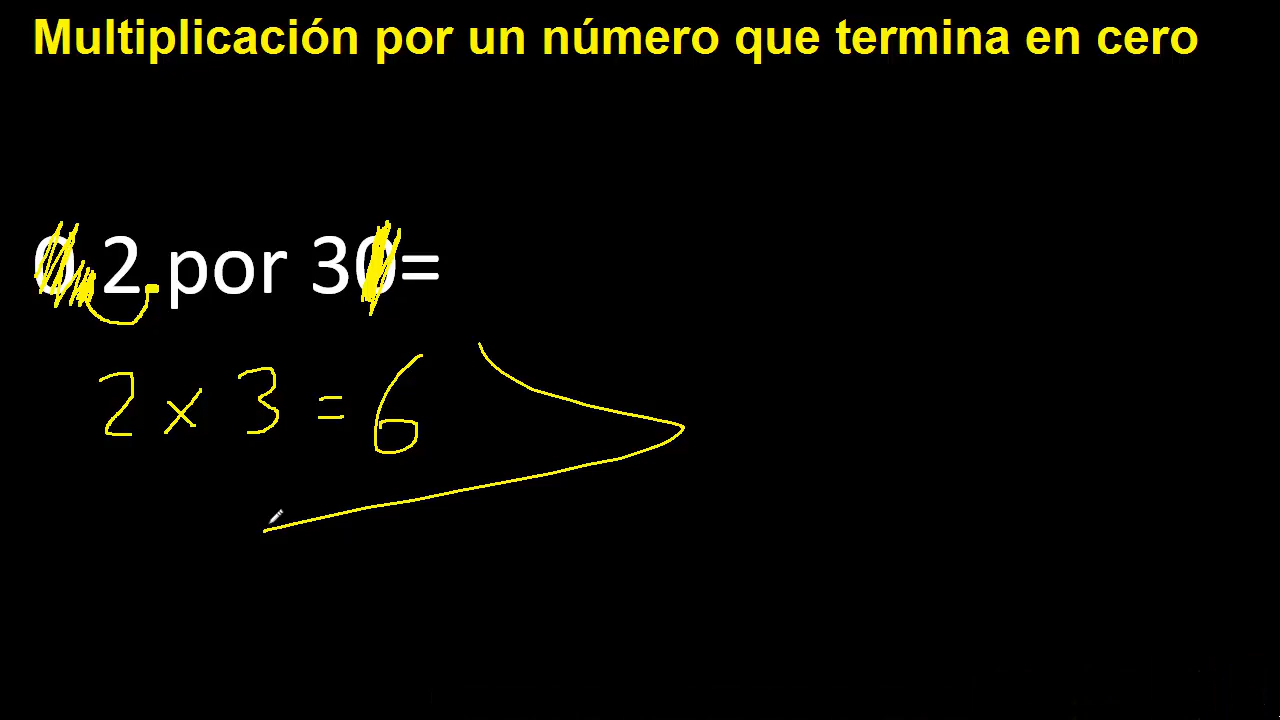 Multiplicación por un número que termina en cero
0.2.por 30=
2 x 3 = 6